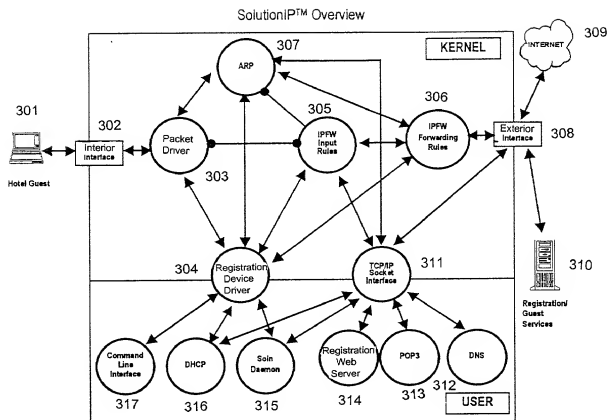 SolutionIP™ Overview
307
KERNEL
309
INTERNET
ARP
301
302
305
306
Interior
Interface
Packet
Driver
IPFW
Input
Rules
IPFW
Forwarding
Rules
Exterior
Interface
308
Hotel Guest
303
304
Registration
Device
Driver
TCP/IP
Socket
Interface
311
310
Registration/
Guest
Services
Command
Line
Interface
DHCP
Soin
Daemon
Registration
Web
Server
POP3
DNS
317
316
315
314
313
312
USER